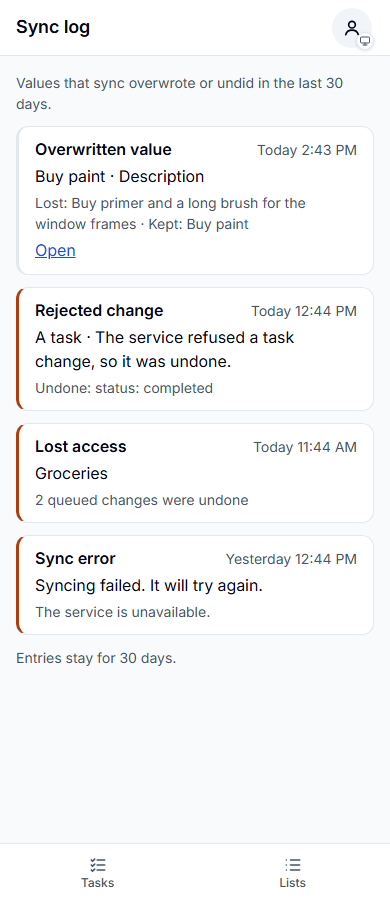 Sync log
Values that sync overwrote or undid in the last 30
days.
Overwritten value Today 2:43 PM
Buy paint · Description
Lost: Buy primer and a long brush for the
window frames · Kept: Buy paint
Open
Rejected change Today 12:44 PM
A task · The service refused a task
change, so it was undone.
Undone: status: completed
Lost access Today 11:44 AM
Groceries
2 queued changes were undone
Sync error Yesterday 12:44 PM
Syncing failed. It will try again.
The service is unavailable.
Entries stay for 30 days.
Tasks Lists